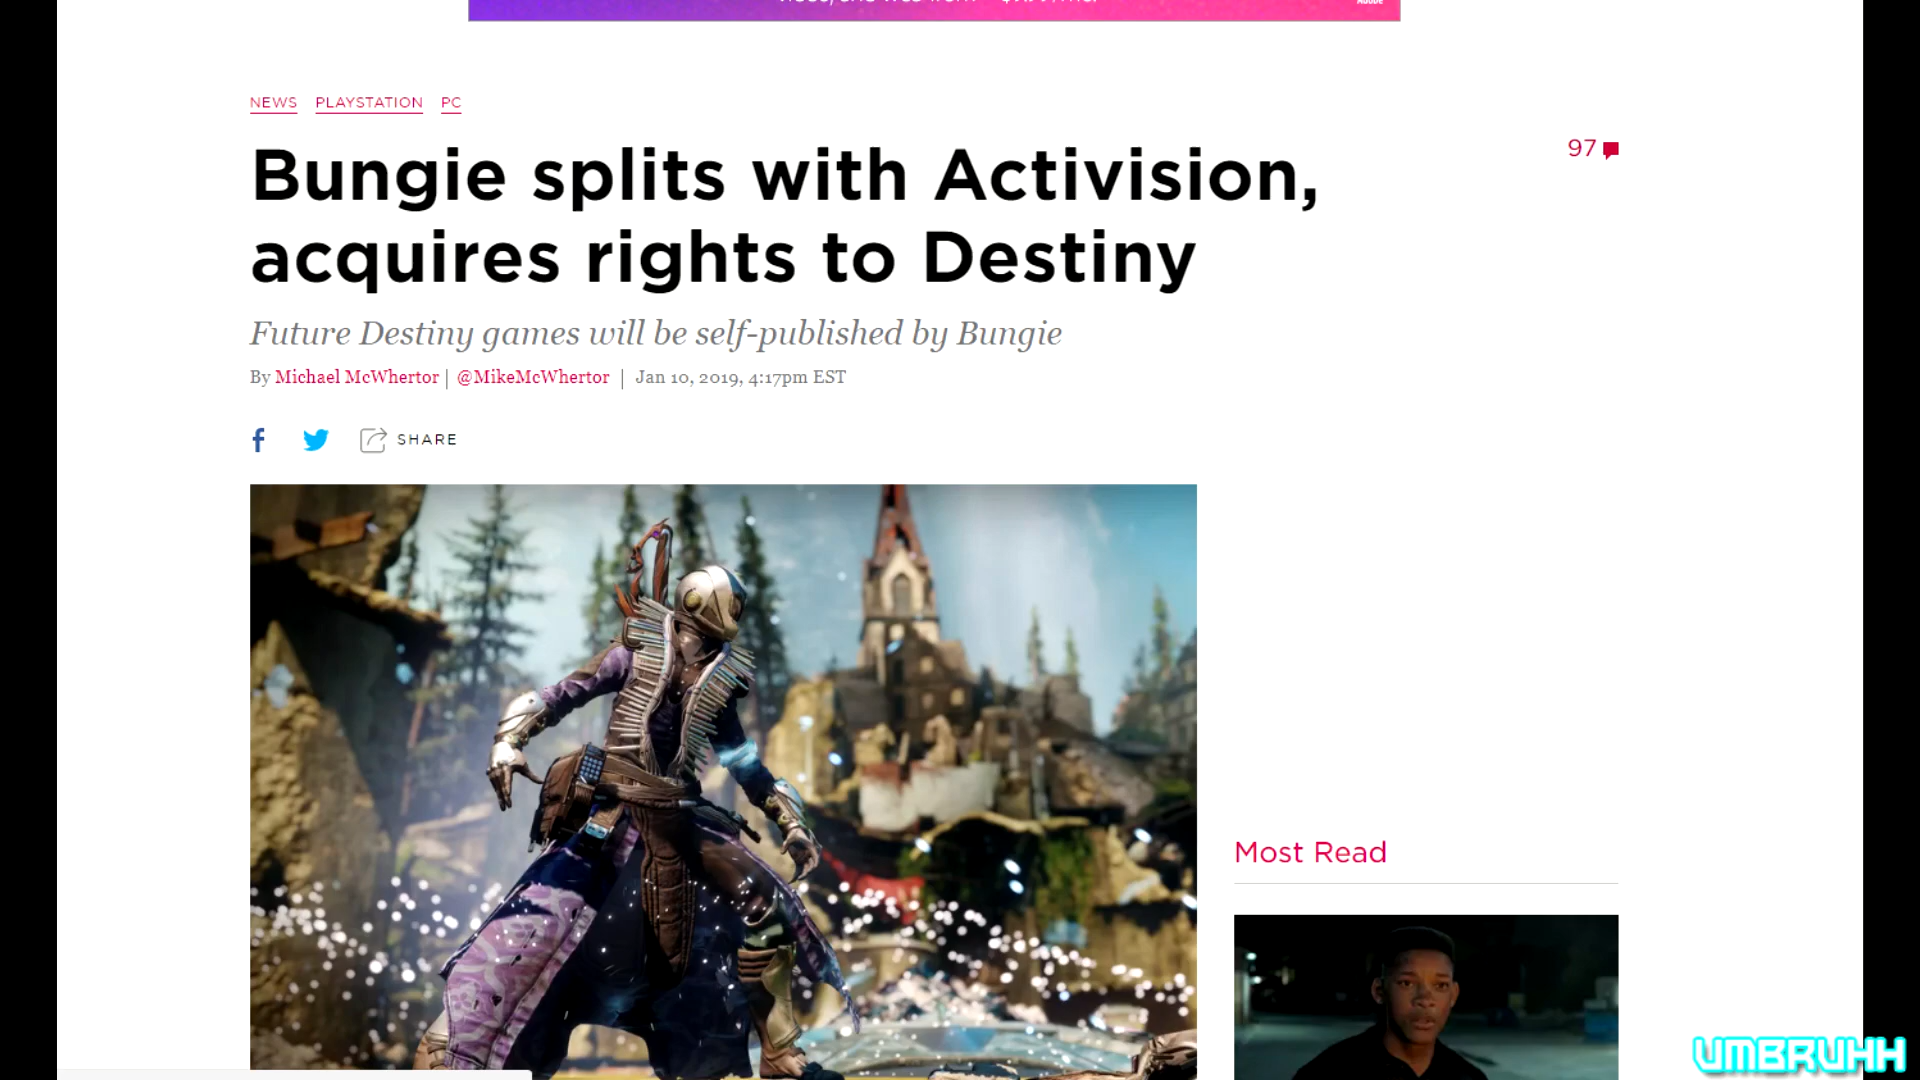 Adobe
NEWS PLAYSTATION PC
Bungie splits with Activision,
acquires rights to Destiny
97
Future Destiny games will be self-published by Bungie
By Michael McWhertor | @MikeMcWhertor | Jan 10, 2019, 4:17pm EST
f SHARE
Most Read
UMBRUHH